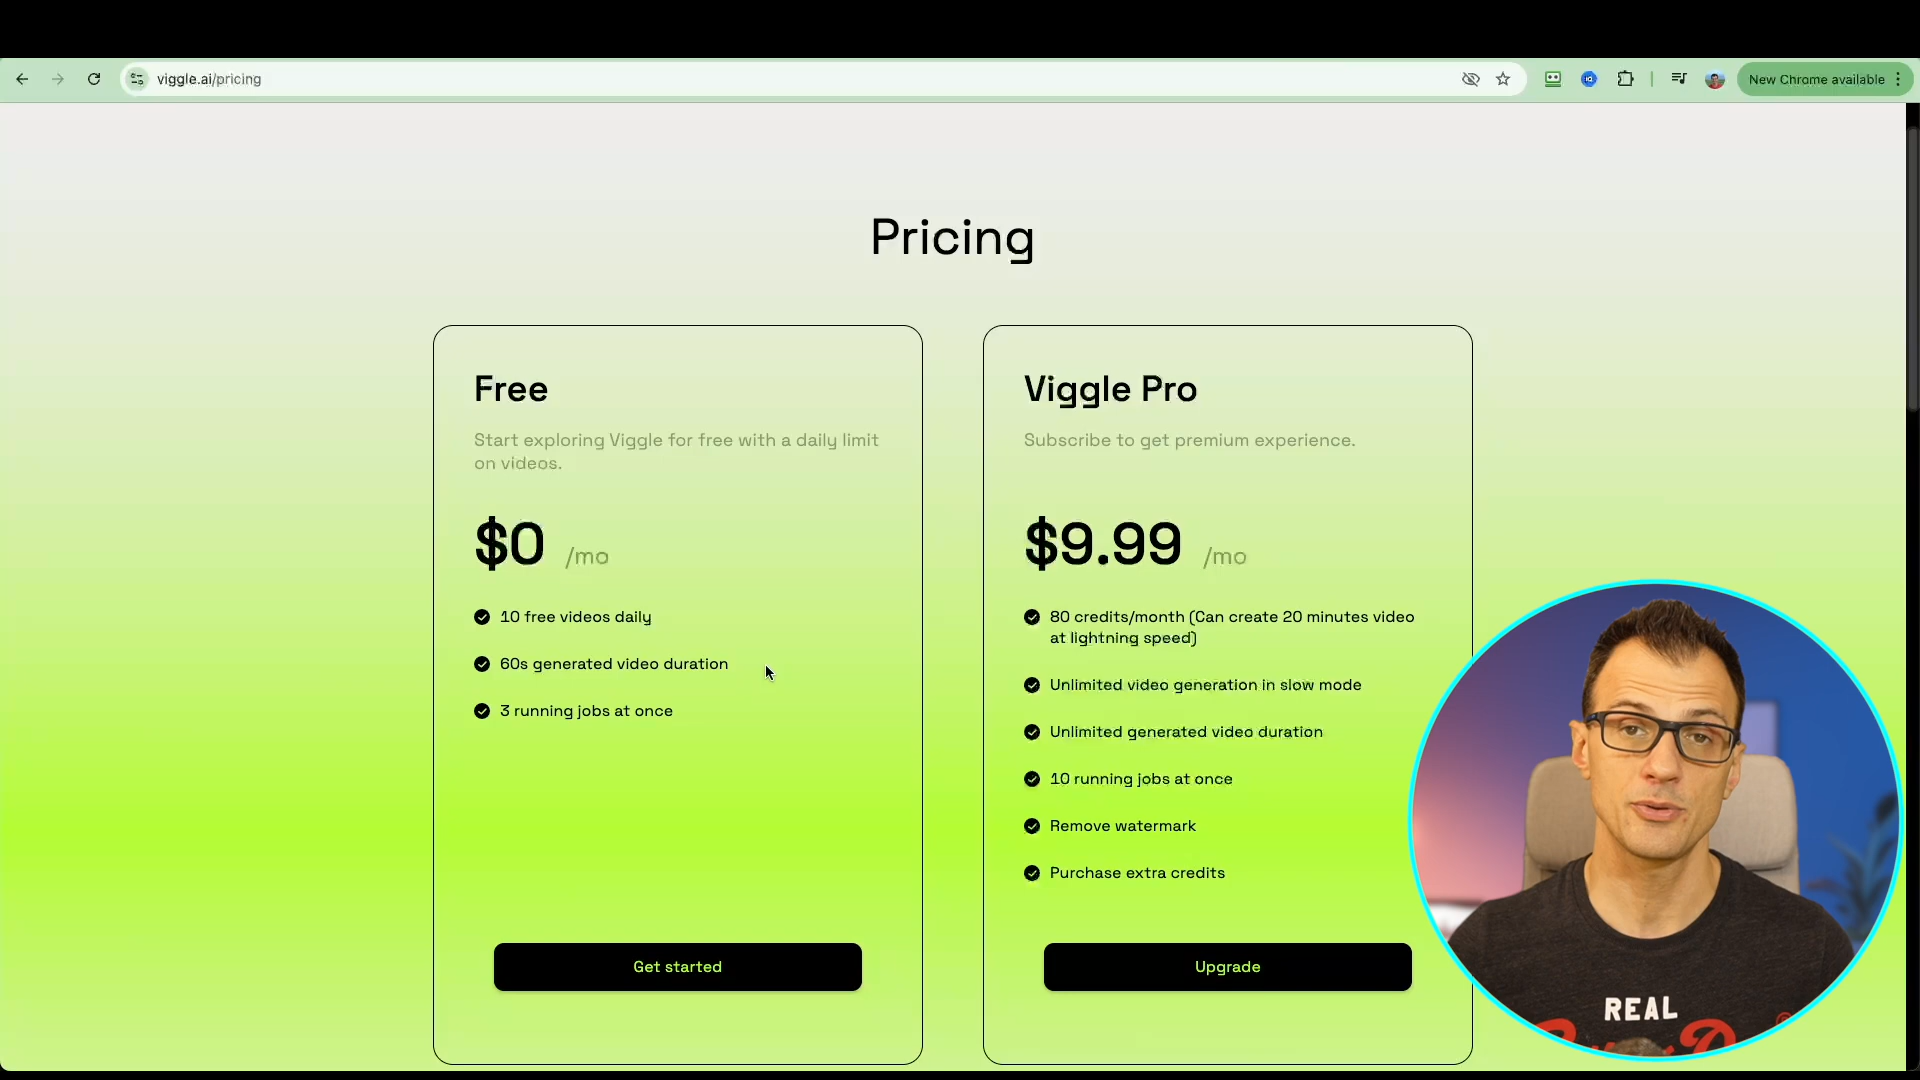 viggle.ai/pricing
New Chrome available
Pricing
Free
Start exploring Viggle for free with a daily limit
on videos.
$0 /mo
10 free videos daily
60s generated video duration
3 running jobs at once
Get started
Viggle Pro
Subscribe to get premium experience.
$9.99 /mo
80 credits/month (Can create 20 minutes video
at lightning speed)
Unlimited video generation in slow mode
Unlimited generated video duration
10 running jobs at once
Remove watermark
Purchase extra credits
Upgrade
REAL